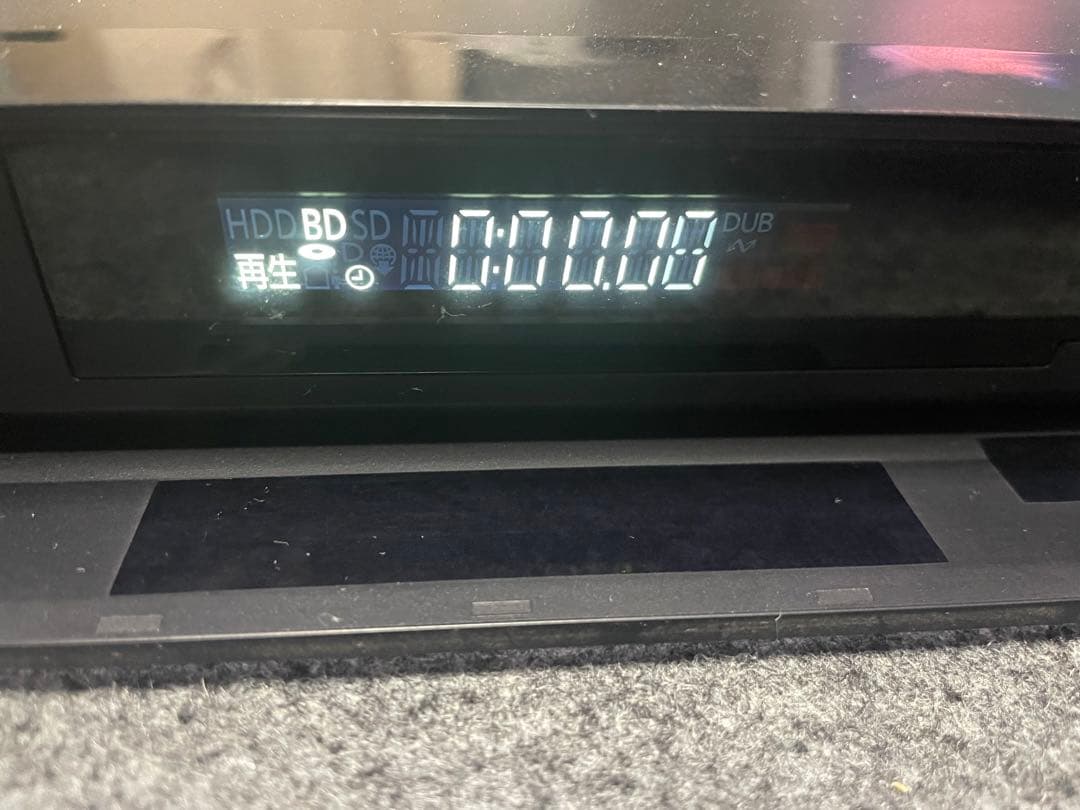 HDD BD SD 0:00.00 DUB
再生